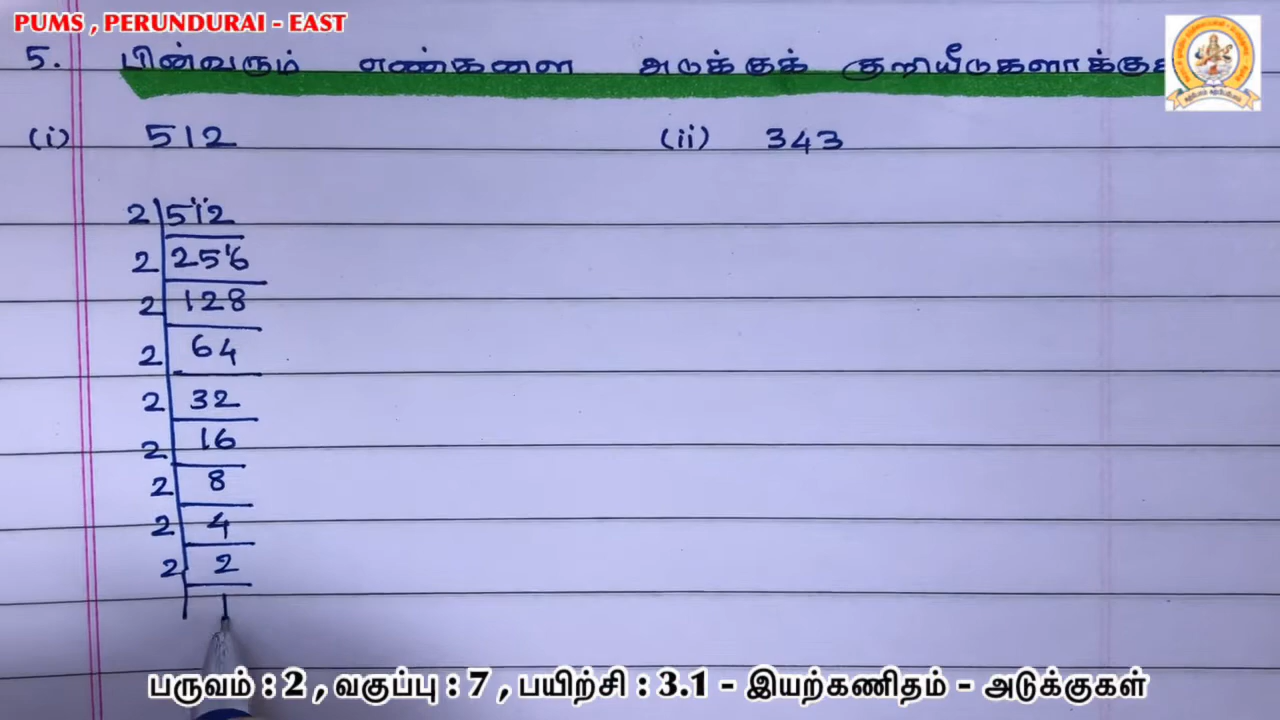 PUMS , PERUNDURAI - EAST
5. பின்வரும் எண்களை அடுக்குக் குறியீடுகளாக்குக
(i) 512 (ii) 343
2 512
2 256
2 128
2 64
2 32
2 16
2 8
2 4
2 2
1
பருவம் : 2 , வகுப்பு : 7 , பயிற்சி : 3.1 - இயற்கணிதம் - அடுக்குகள்